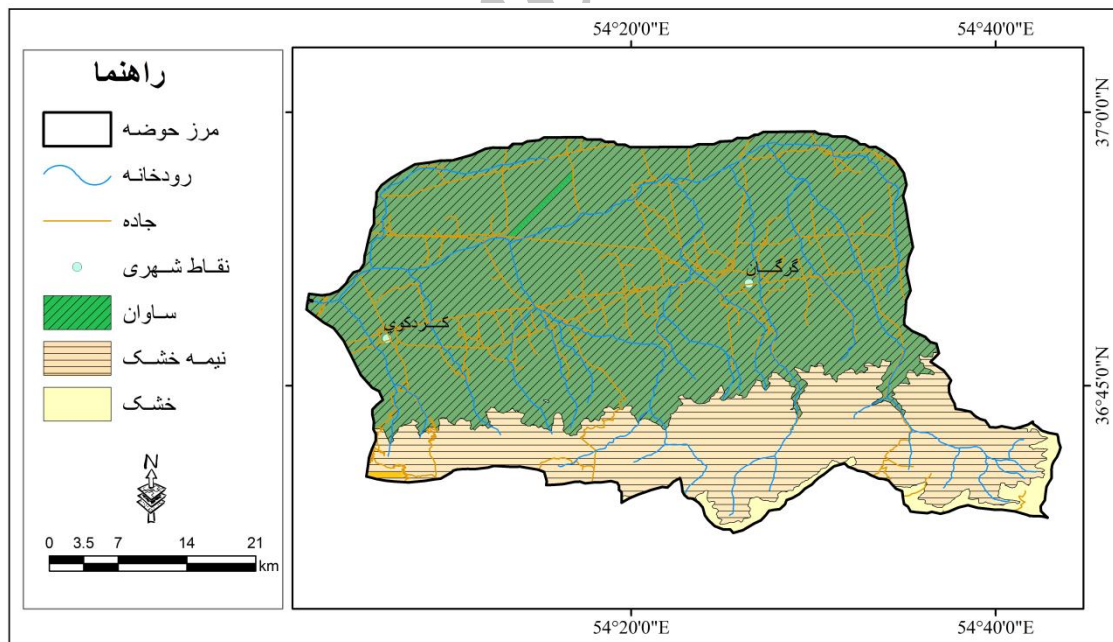 54°20'0"E
54°40'0"E
راهنما
مرز حوضه
رودخانه
جاده
نقاط شهری
ساوان
نیمه خشک
خشک
N
0 3.5 7 14 21
km
37°0'0"N
گرگان
کردکوي
36°45'0"N
54°20'0"E
54°40'0"E